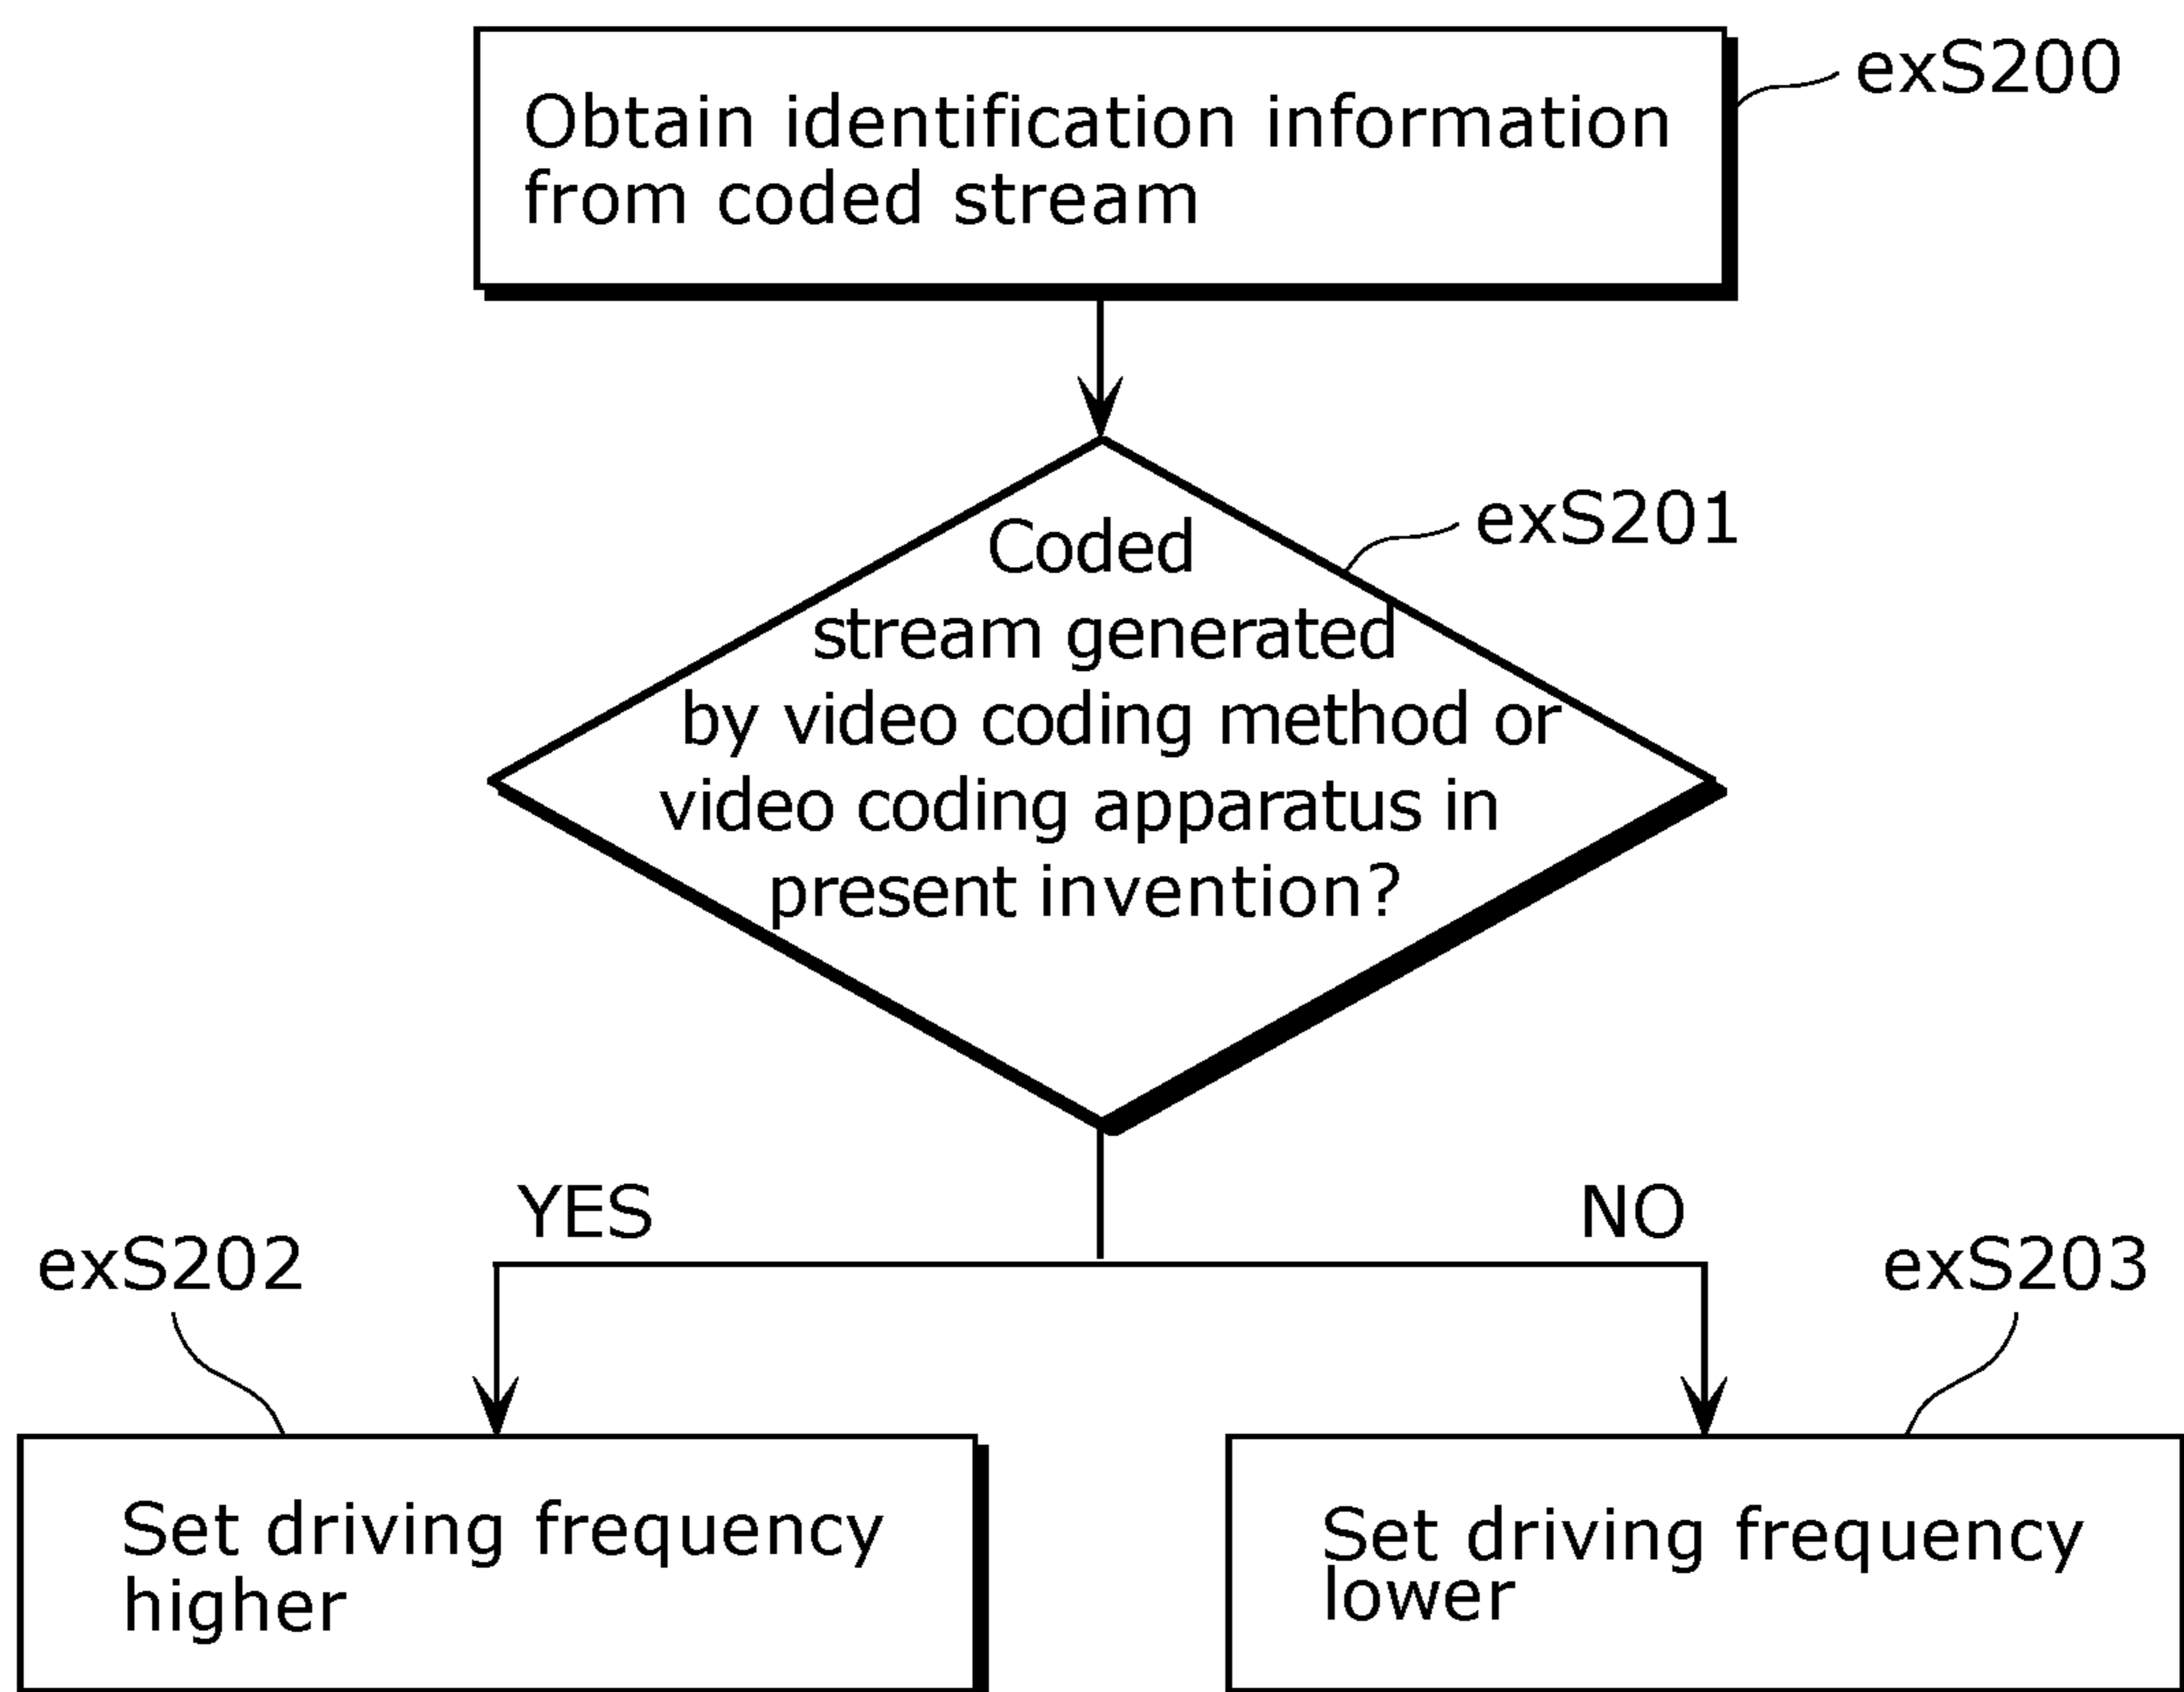 Obtain identification information
from coded stream
exS200
exS201
Coded
stream generated
by video coding method or
video coding apparatus in
present invention?
YES
NO
exS202
exS203
Set driving frequency
higher
Set driving frequency
lower